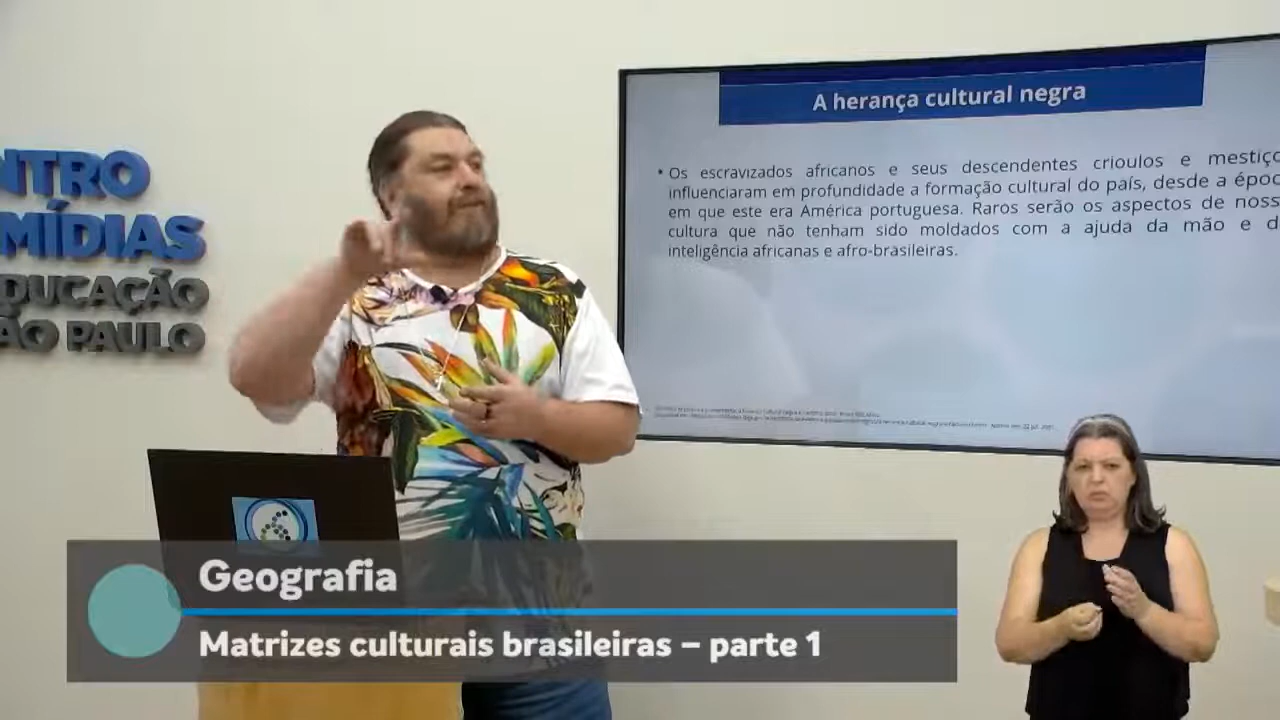 NTRO
MÍDIAS
DUCAÇÃO
ÃO PAULO
A herança cultural negra
• Os escravizados africanos e seus descendentes crioulos e mestiço
influenciaram em profundidade a formação cultural do país, desde a époc
em que este era América portuguesa. Raros serão os aspectos de noss
cultura que não tenham sido moldados com a ajuda da mão e d
inteligência africanas e afro-brasileiras.
Geografia
Matrizes culturais brasileiras – parte 1